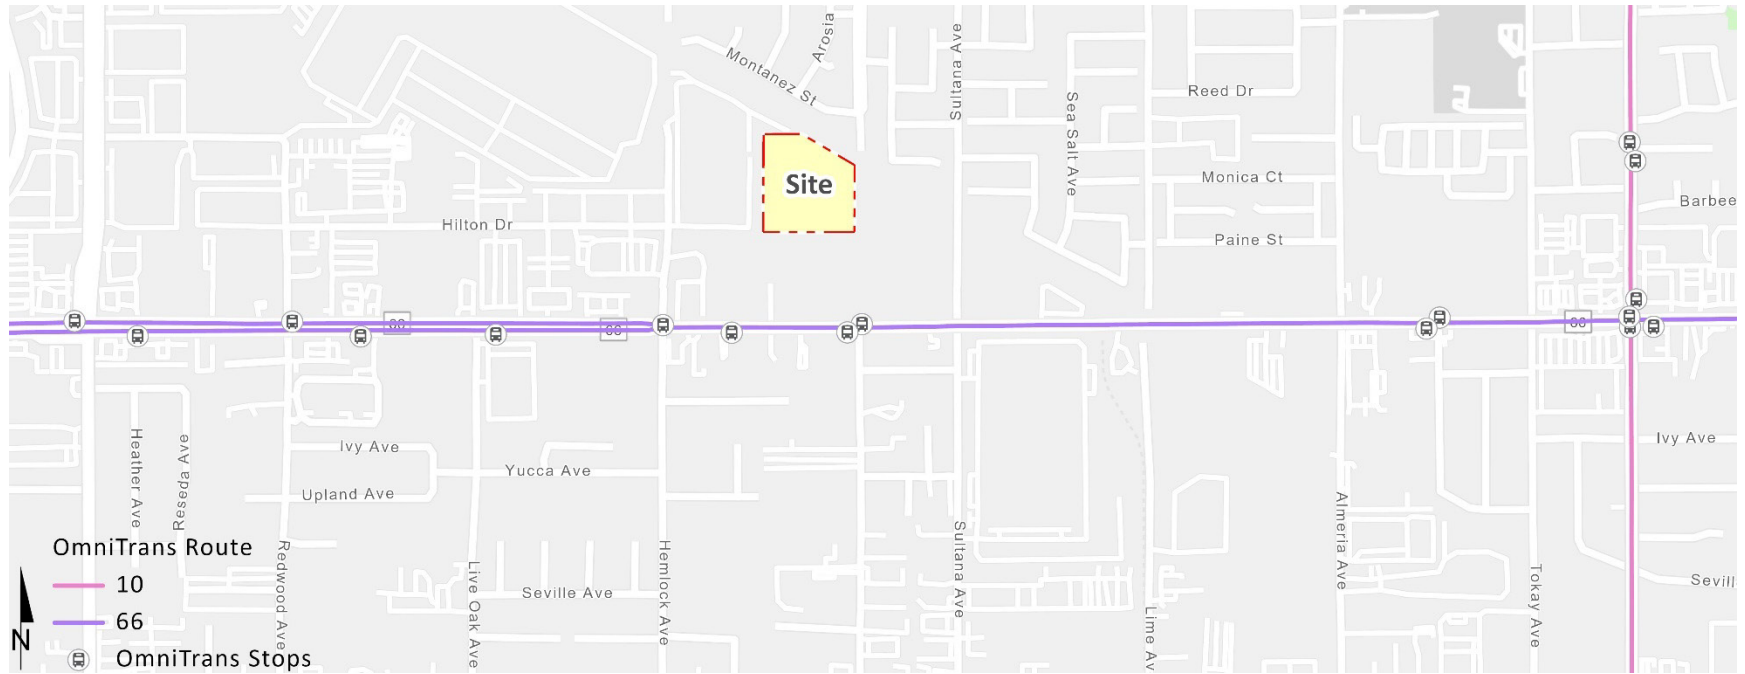 Arosia
Montanez St
Sultana Ave
Sea Salt Ave
Reed Dr
Site
Monica Ct
Barbee
Hilton Dr
Paine St
66
66
66
Heather Ave
Resepa Ave
Ivy Ave
Yucca Ave
Upland Ave
Ivy Ave
Almeria Ave
Sultana Ave
Redwood Ave
Hemlock Ave
Live Oak Ave
Seville Ave
Lime Av
Tokay Ave
Sevill
OmniTrans Route
10
66
OmniTrans Stops
N